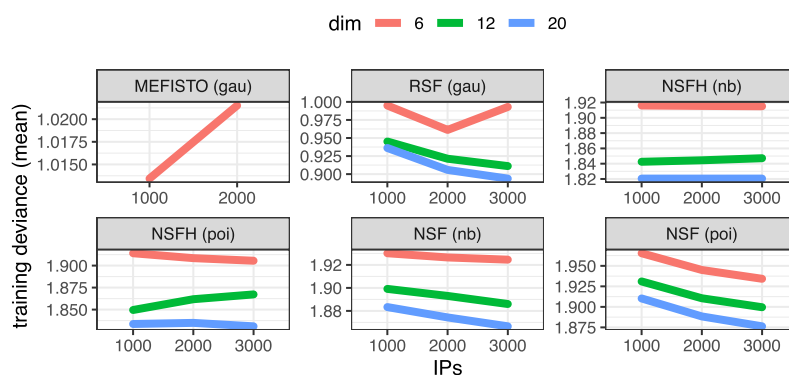 dim 6 12 20
training deviance (mean)
MEFISTO (gau)
1.0200
1.0175
1.0150
1000 2000
RSF (gau)
1.000
0.975
0.950
0.925
0.900
1000 2000 3000
NSFH (nb)
1.92
1.90
1.88
1.86
1.84
1.82
1000 2000 3000
NSFH (poi)
1.900
1.875
1.850
1000 2000 3000
NSF (nb)
1.92
1.90
1.88
1000 2000 3000
NSF (poi)
1.950
1.925
1.900
1.875
1000 2000 3000
IPs